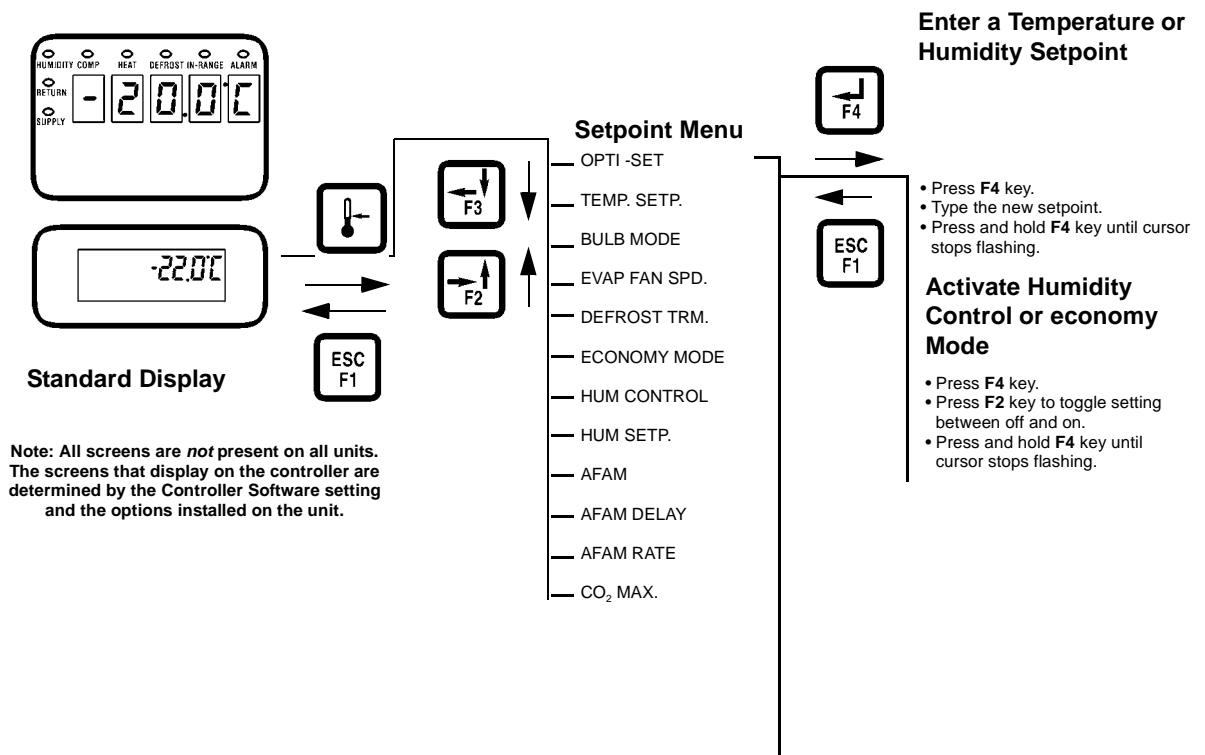 HUMIDITY COMP HEAT DEFROST IN-RANGE ALARM
RETURN
SUPPLY
-20.0°C
-22.0°C
Standard Display
Note: All screens are not present on all units.
The screens that display on the controller are
determined by the Controller Software setting
and the options installed on the unit.
ESC
F1
F3
F2
Setpoint Menu
OPTI -SET
TEMP. SETP.
BULB MODE
EVAP FAN SPD.
DEFROST TRM.
ECONOMY MODE
HUM CONTROL
HUM SETP.
AFAM
AFAM DELAY
AFAM RATE
CO₂ MAX.
F4
ESC
F1
Enter a Temperature or
Humidity Setpoint
• Press F4 key.
• Type the new setpoint.
• Press and hold F4 key until cursor
stops flashing.
Activate Humidity
Control or economy
Mode
• Press F4 key.
• Press F2 key to toggle setting
between off and on.
• Press and hold F4 key until
cursor stops flashing.